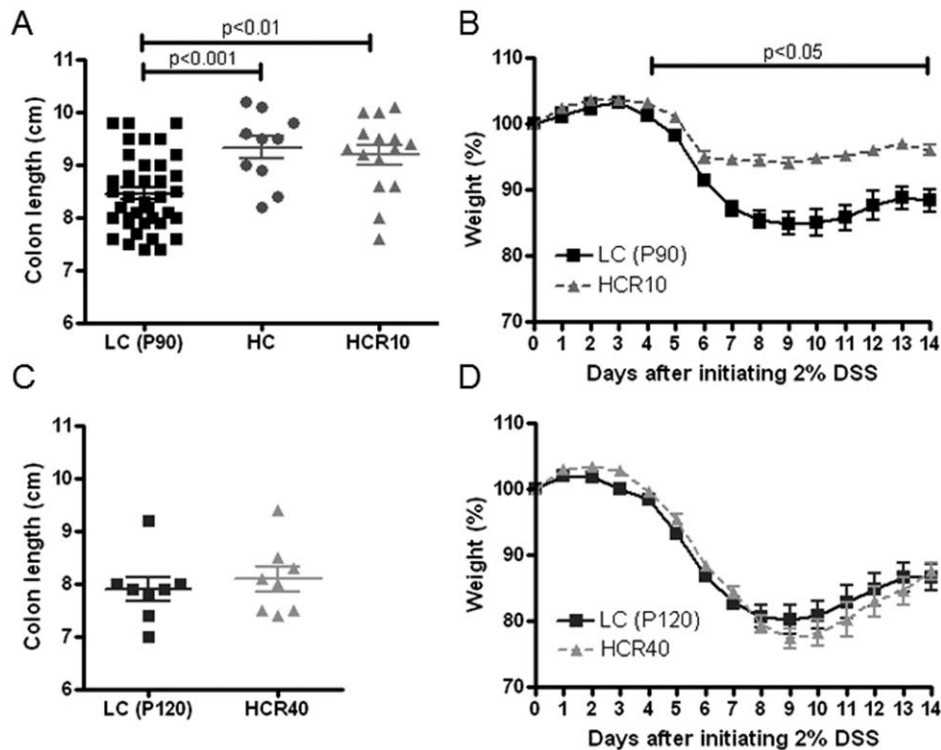 A
p<0.01
p<0.001
Colon length (cm)
11
10
9
8
7
6
LC (P90)
HC
HCR10
B
p<0.05
Weight (%)
110
100
90
80
70
LC (P90)
HCR10
0 1 2 3 4 5 6 7 8 9 10 11 12 13 14
Days after initiating 2% DSS
C
Colon length (cm)
11
10
9
8
7
6
LC (P120)
HCR40
D
Weight (%)
110
100
90
80
70
LC (P120)
HCR40
0 1 2 3 4 5 6 7 8 9 10 11 12 13 14
Days after initiating 2% DSS